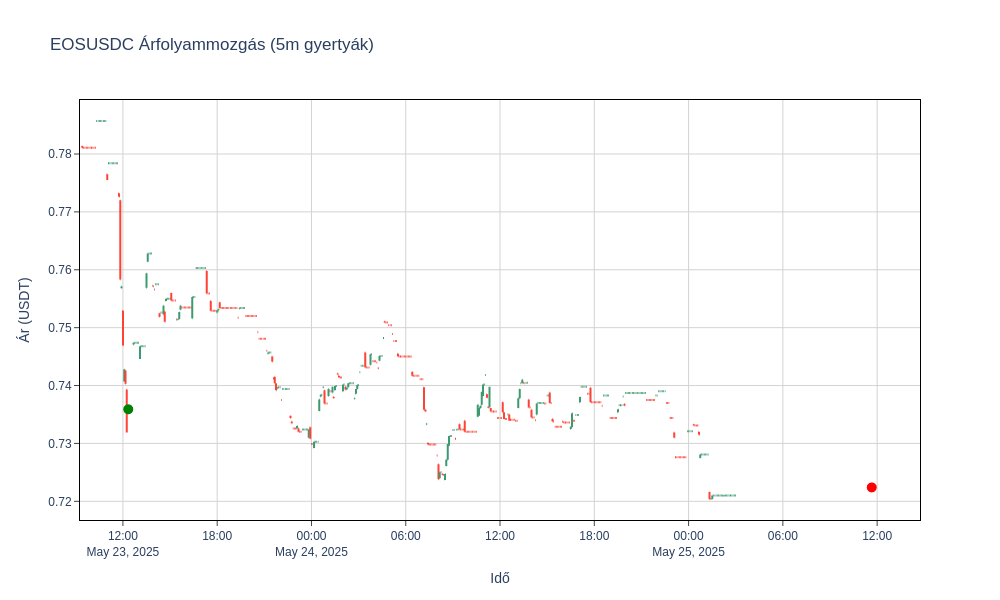 EOSUSDC Árfolyammozgás (5m gyertyák)
0.78
0.77
0.76
0.75
0.74
0.73
0.72
Ár (USDT)
12:00 18:00 00:00 06:00 12:00 18:00 00:00 06:00 12:00
May 23, 2025 May 24, 2025 May 25, 2025
Idő